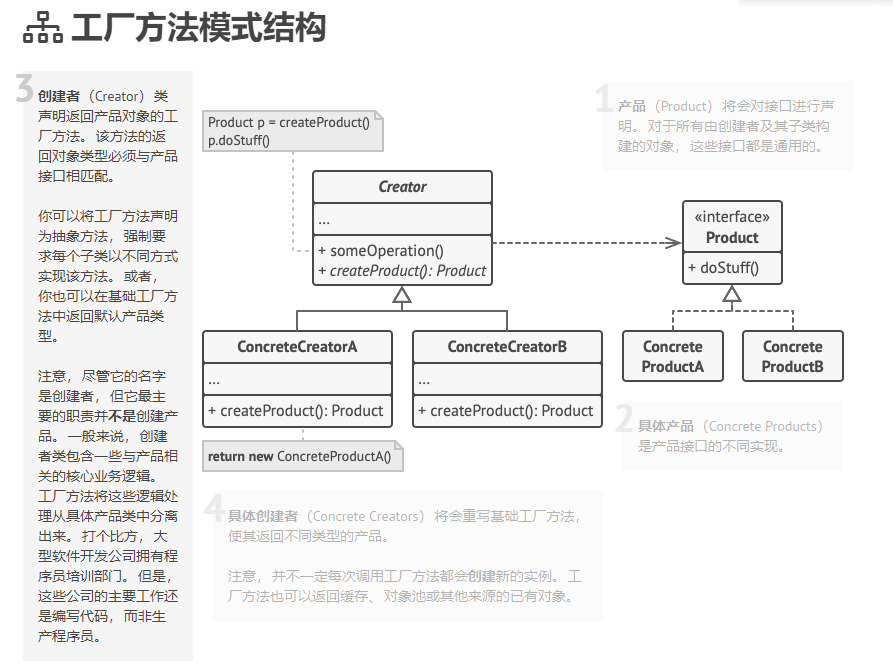 工厂方法模式结构
3
创建者（Creator）类
声明返回产品对象的工
厂方法。该方法的返
回对象类型必须与产品
接口相匹配。
你可以将工厂方法声明
为抽象方法，强制要
求每个子类以不同方式
实现该方法。或者，
你也可以在基础工厂方
法中返回默认产品类
型。
注意，尽管它的名字
是创建者，但它最主
要的职责并不是创建产
品。一般来说，创建
者类包含一些与产品相
关的核心业务逻辑。
工厂方法将这些逻辑处
理从具体产品类中分离
出来。打个比方，大
型软件开发公司拥有程
序员培训部门。但是，
这些公司的主要工作还
是编写代码，而非生
产程序员。
Product p = createProduct()
p.doStuff()
Creator
...
+ someOperation()
+ createProduct(): Product
ConcreteCreatorA
...
+ createProduct(): Product
ConcreteCreatorB
...
+ createProduct(): Product
return new ConcreteProductA()
1
产品（Product）将会对接口进行声
明。对于所有由创建者及其子类构
建的对象，这些接口都是通用的。
«interface»
Product
+ doStuff()
Concrete
ProductA
Concrete
ProductB
2
具体产品（Concrete Products）
是产品接口的不同实现。
4
具体创建者（Concrete Creators）将会重写基础工厂方法，
使其返回不同类型的产品。
注意，并不一定每次调用工厂方法都会创建新的实例。工
厂方法也可以返回缓存、对象池或其他来源的已有对象。